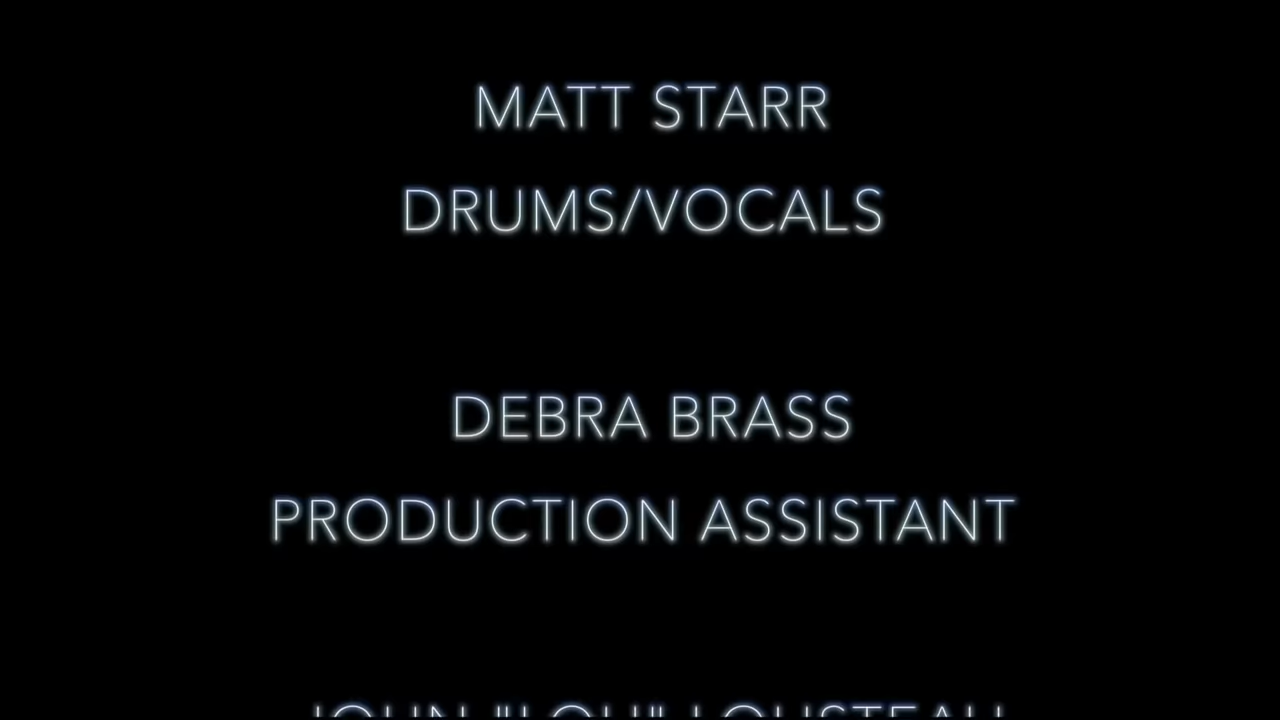 MATT STARR
DRUMS/VOCALS
DEBRA BRASS
PRODUCTION ASSISTANT